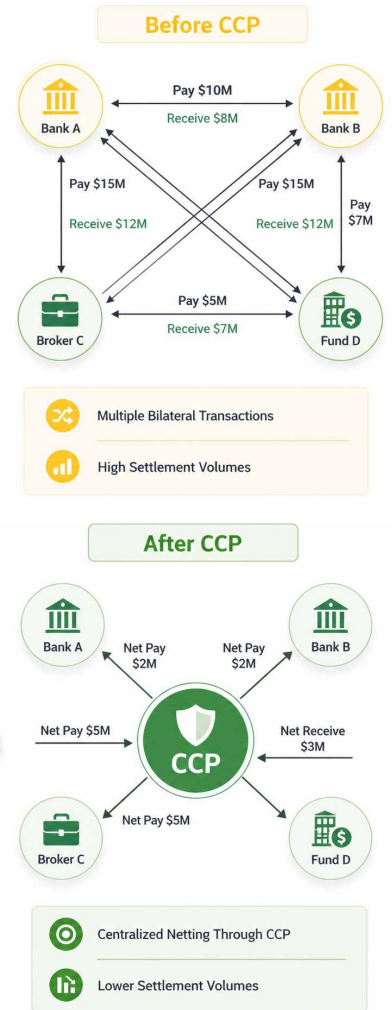 Before CCP
Pay $10M
Receive $8M
Bank A
Bank B
Pay $15M
Pay $15M
Pay
$7M
Receive $12M
Receive $12M
Pay $5M
Receive $7M
Broker C
Fund D
$
Multiple Bilateral Transactions
High Settlement Volumes
After CCP
Bank A
Net Pay
$2M
Net Pay
$2M
Bank B
Net Pay $5M
CCP
Net Receive
$3M
Net Pay $5M
Broker C
$
Fund D
Centralized Netting Through CCP
Lower Settlement Volumes